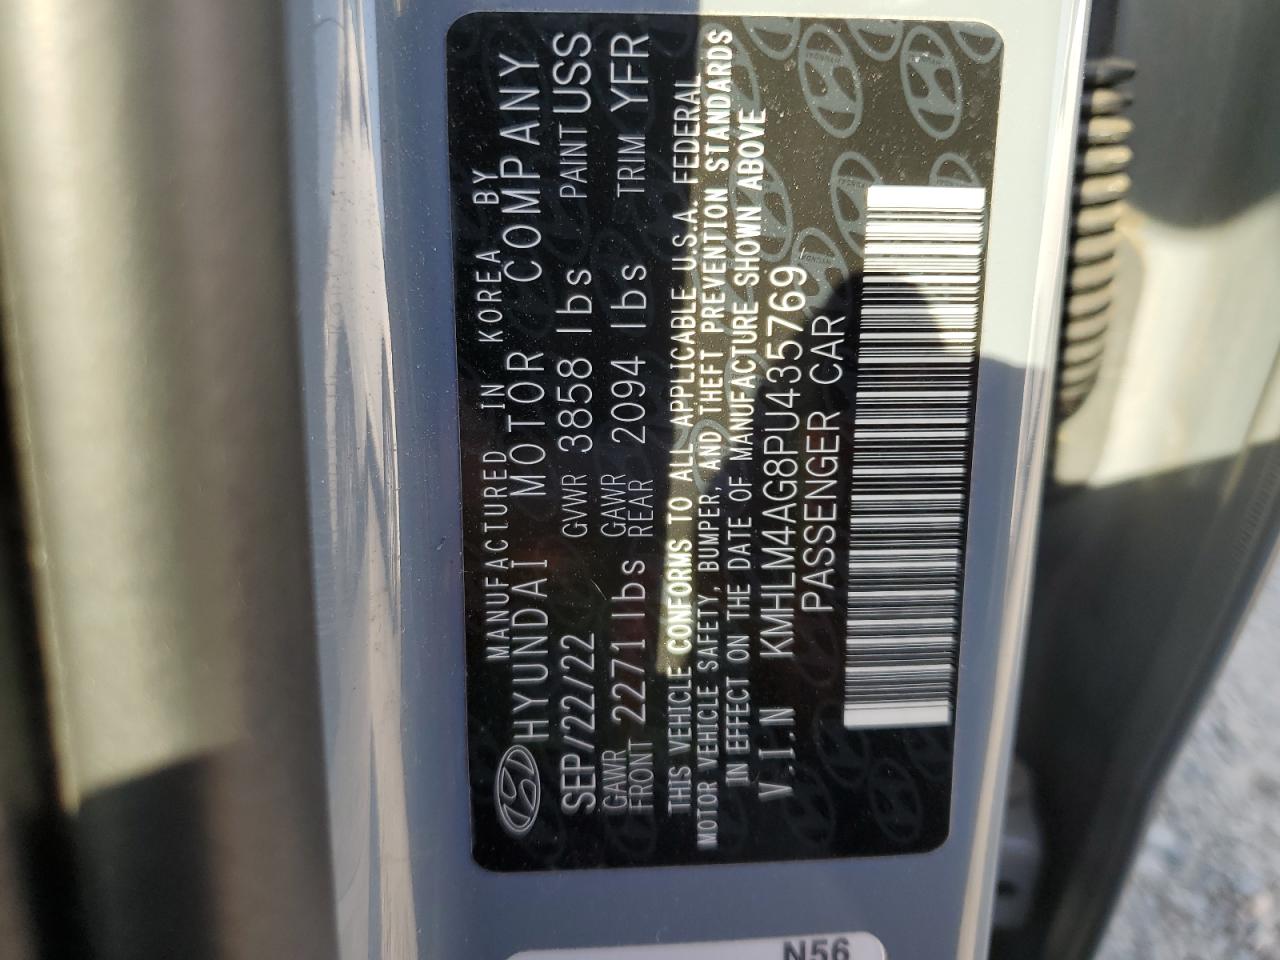 MANUFACTURED IN KOREA BY
HYUNDAI MOTOR COMPANY
SEP/22/22 GVWR 3858 lbs PAINT USS
GAWR FRONT 2271 lbs GAWR REAR 2094 lbs TRIM YFR
THIS VEHICLE CONFORMS TO ALL APPLICABLE U.S.A. FEDERAL
MOTOR VEHICLE SAFETY, BUMPER, AND THEFT PREVENTION STANDARDS
IN EFFECT ON THE DATE OF MANUFACTURE SHOWN ABOVE
V.I.N KMHLM4AG8PU435769
PASSENGER CAR
N56